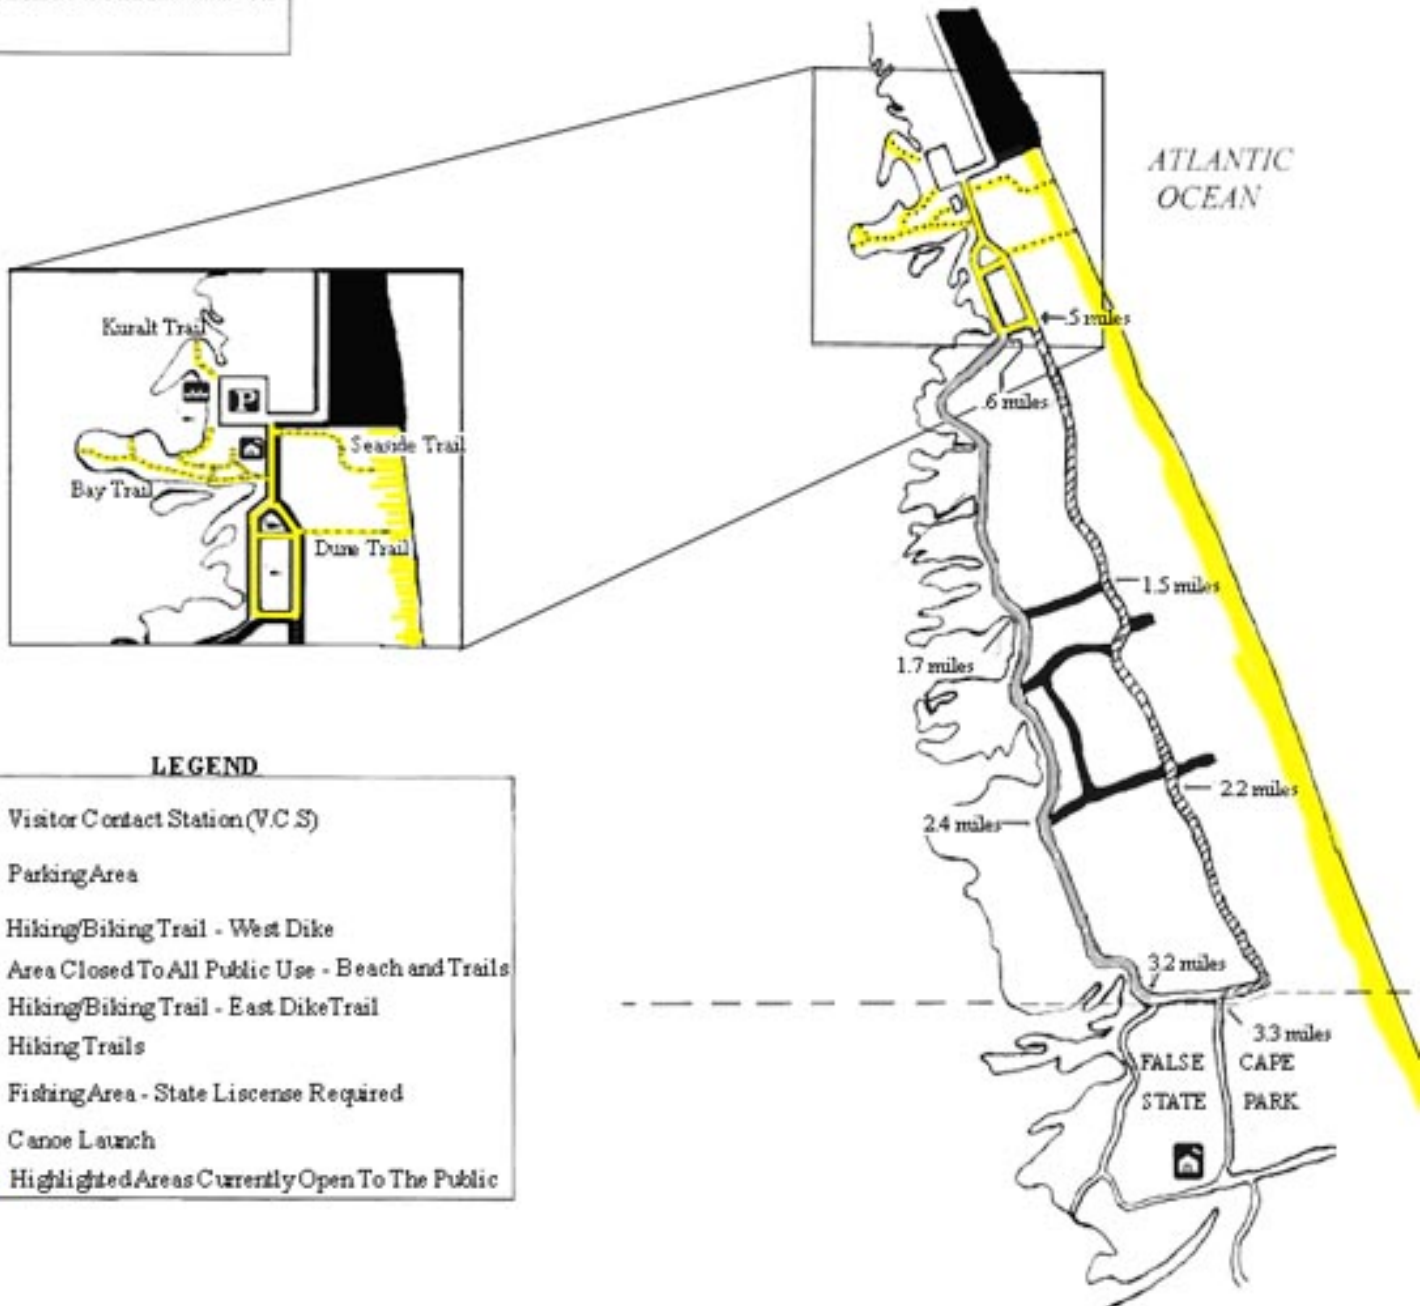 ATLANTIC
OCEAN
.5 miles
.6 miles
Kuralt Trail
P
Seaside Trail
Bay Trail
Dune Trail
1.5 miles
1.7 miles
2.2 miles
2.4 miles
3.2 miles
3.3 miles
FALSE CAPE
STATE PARK
LEGEND
Visitor Contact Station (V.C.S)
Parking Area
Hiking/Biking Trail - West Dike
Area Closed To All Public Use - Beach and Trails
Hiking/Biking Trail - East Dike Trail
Hiking Trails
Fishing Area - State Liscense Required
Canoe Launch
Highlighted Areas Currently Open To The Public